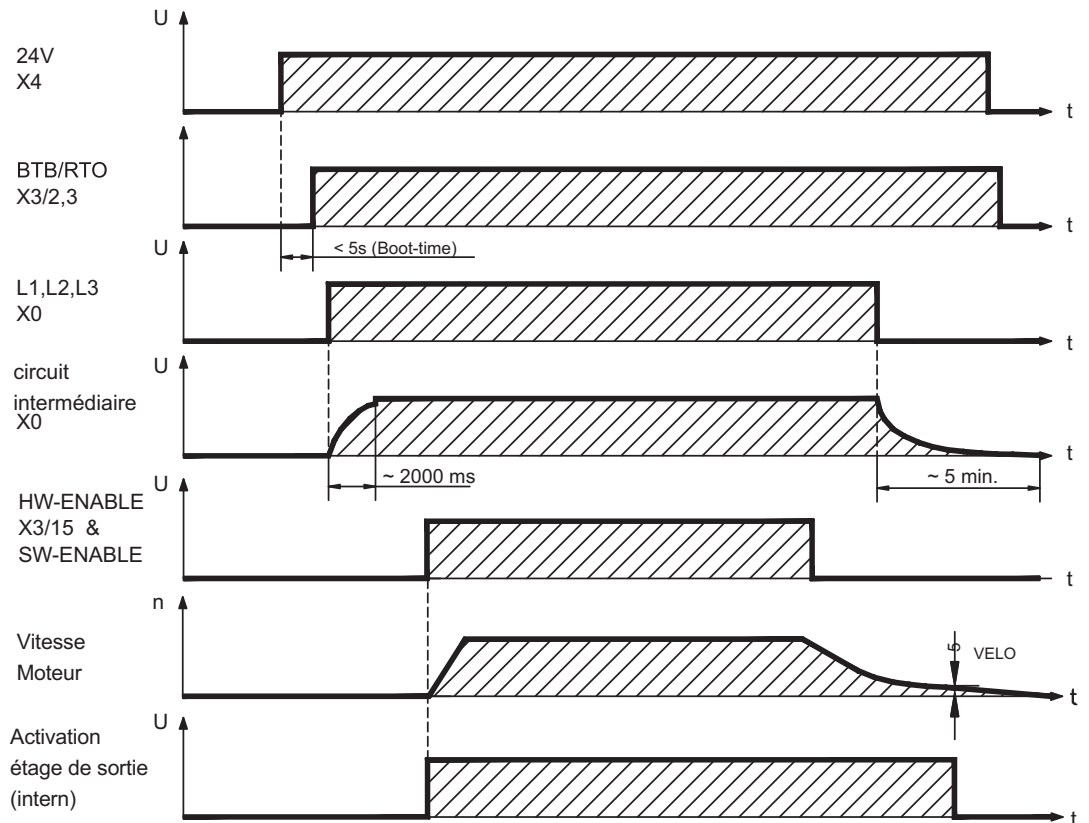 U
24V
X4
t
BTB/RTO
X3/2,3
t
< 5s (Boot-time)
U
L1,L2,L3
X0
t
U
circuit
intermédiaire
X0
t
~ 2000 ms
~ 5 min.
U
HW-ENABLE
X3/15 &
SW-ENABLE
t
n
Vitesse
Moteur
5
VELO
t
U
Activation
étage de sortie
(intern)
t